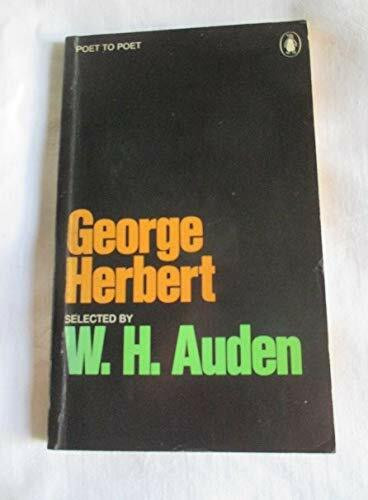 POET TO POET
George
Herbert
SELECTED BY
W. H. Auden